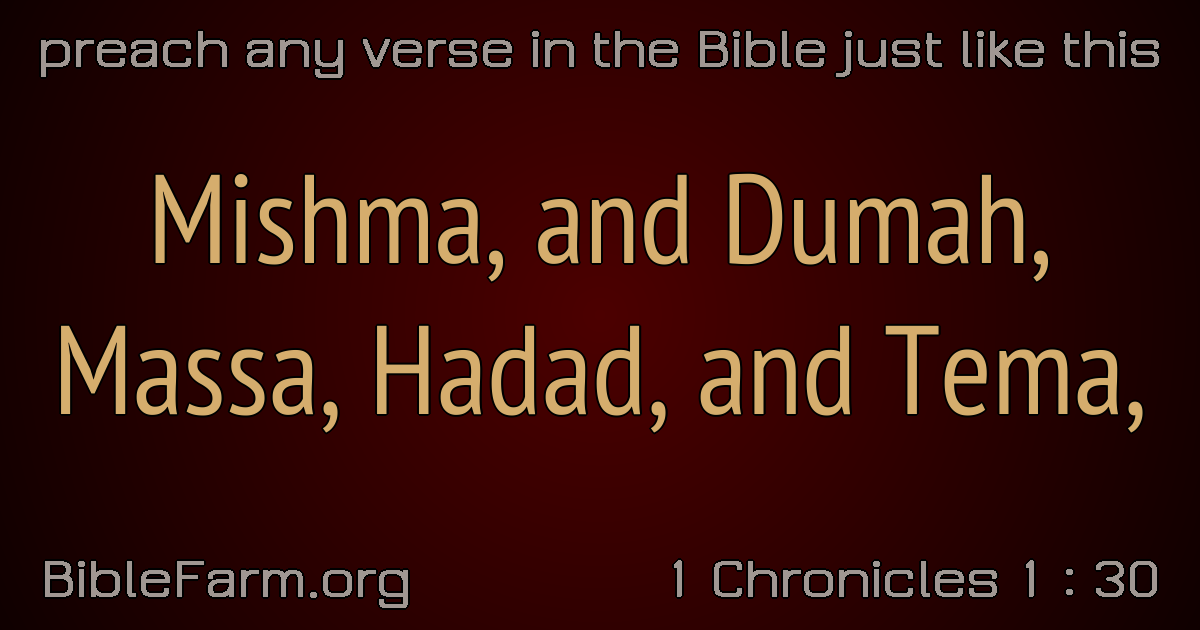 preach any verse in the Bible just like this
Mishma, and Dumah,
Massa, Hadad, and Tema,
BibleFarm.org
1 Chronicles 1 : 30